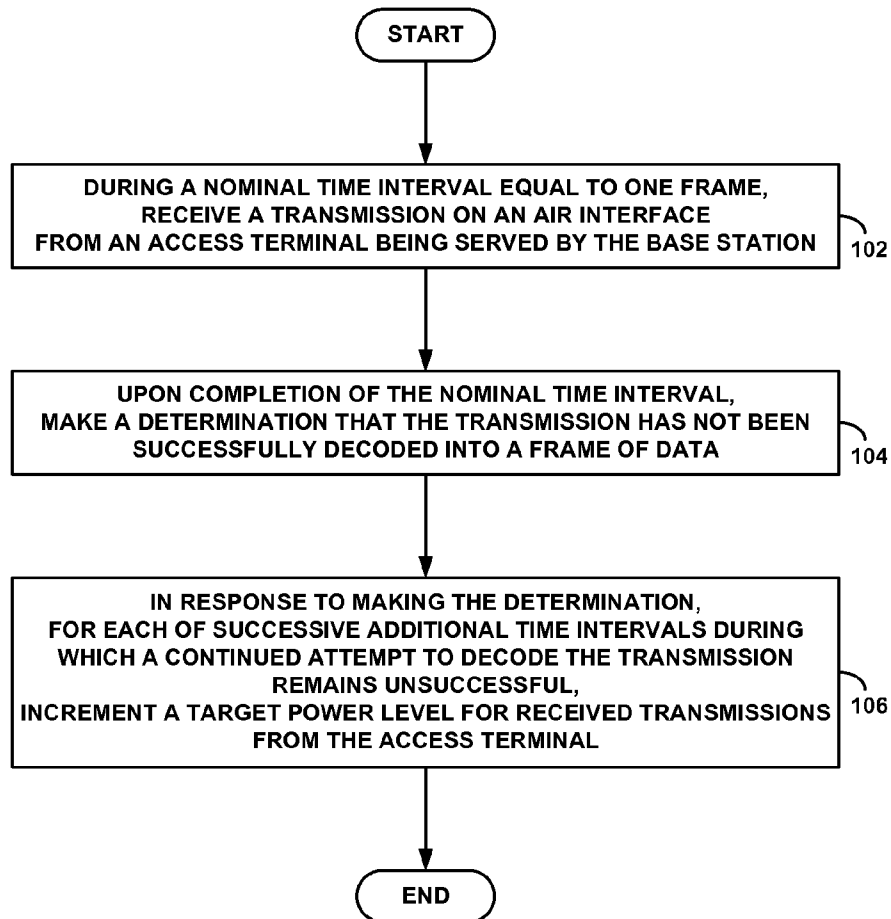 START
DURING A NOMINAL TIME INTERVAL EQUAL TO ONE FRAME,
RECEIVE A TRANSMISSION ON AN AIR INTERFACE
FROM AN ACCESS TERMINAL BEING SERVED BY THE BASE STATION
102
UPON COMPLETION OF THE NOMINAL TIME INTERVAL,
MAKE A DETERMINATION THAT THE TRANSMISSION HAS NOT BEEN
SUCCESSFULLY DECODED INTO A FRAME OF DATA
104
IN RESPONSE TO MAKING THE DETERMINATION,
FOR EACH OF SUCCESSIVE ADDITIONAL TIME INTERVALS DURING
WHICH A CONTINUED ATTEMPT TO DECODE THE TRANSMISSION
REMAINS UNSUCCESSFUL,
INCREMENT A TARGET POWER LEVEL FOR RECEIVED TRANSMISSIONS
FROM THE ACCESS TERMINAL
106
END